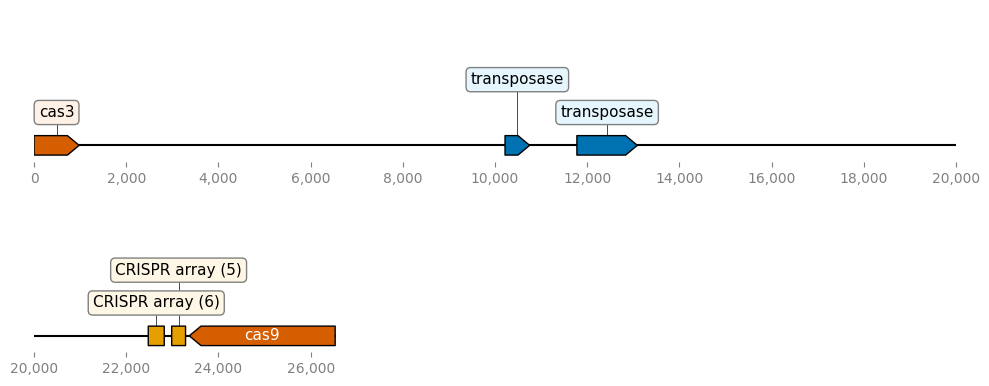 transposase
cas3
transposase
0 2,000 4,000 6,000 8,000 10,000 12,000 14,000 16,000 18,000 20,000
CRISPR array (5)
CRISPR array (6)
cas9
20,000 22,000 24,000 26,000